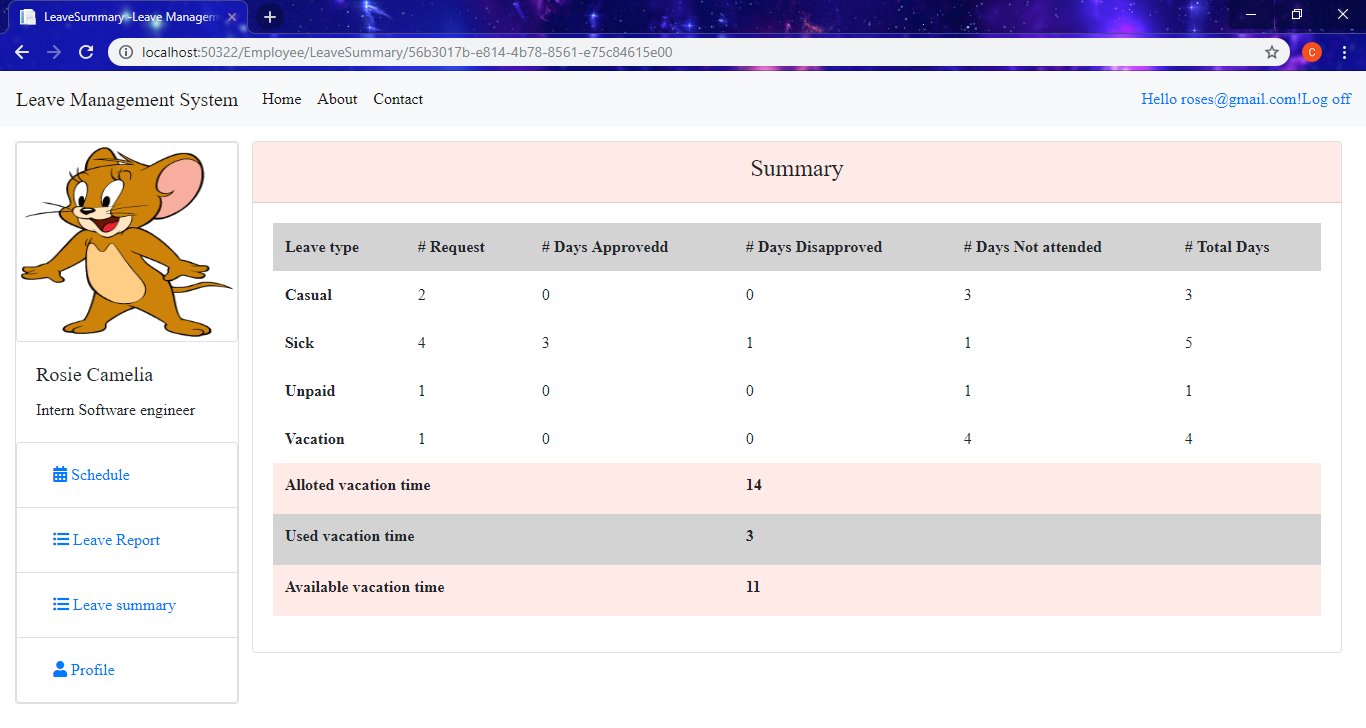 LeaveSummary -Leave Managem
localhost:50322/Employee/LeaveSummary/56b3017b-e814-4b78-8561-e75c84615e00
C
Leave Management System Home About Contact Hello roses@gmail.com!Log off
Rosie Camelia
Intern Software engineer
Schedule
Leave Report
Leave summary
Profile
Summary
Leave type # Request # Days Approvedd # Days Disapproved # Days Not attended # Total Days
Casual 2 0 0 3 3
Sick 4 3 1 1 5
Unpaid 1 0 0 1 1
Vacation 1 0 0 4 4
Alloted vacation time 14
Used vacation time 3
Available vacation time 11